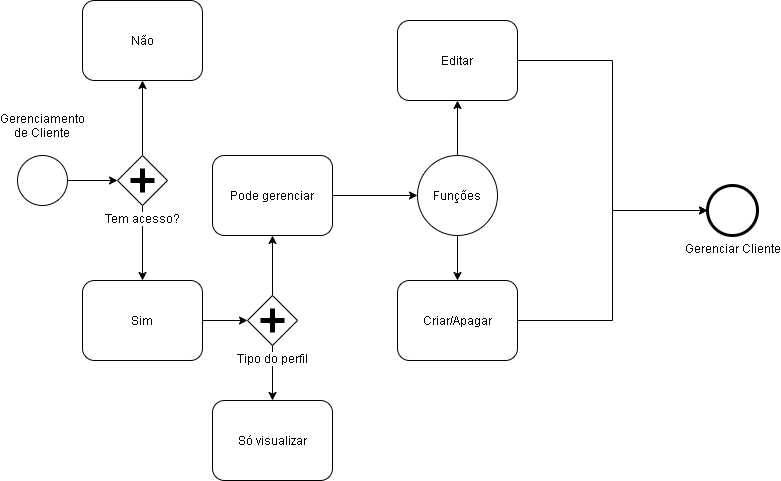 Não
Gerenciamento
de Cliente
Tem acesso?
Sim
Pode gerenciar
Tipo do perfil
Só visualizar
Editar
Funções
Criar/Apagar
Gerenciar Cliente